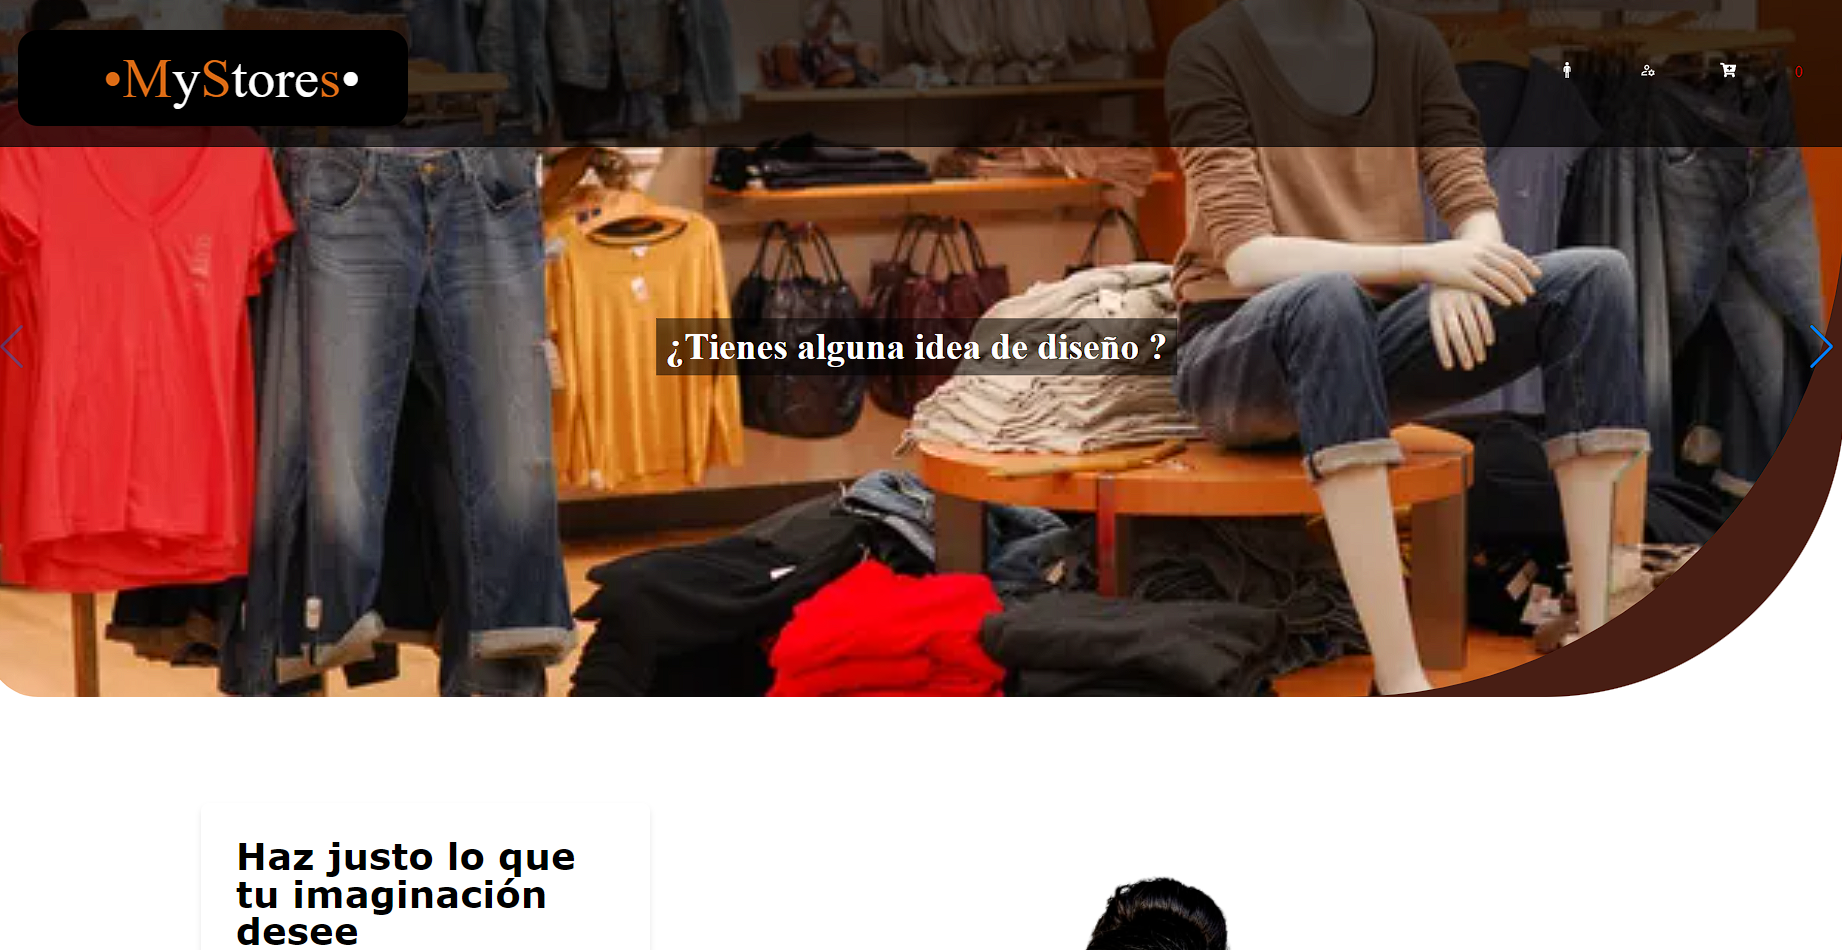 •MyStores•
0
¿Tienes alguna idea de diseño ?
Haz justo lo que
tu imaginación
desee